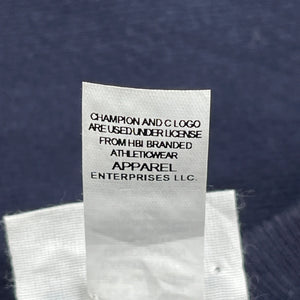 CHAMPION AND C LOGO
ARE USED UNDER LICENSE
FROM HBI BRANDED
ATHLETICWEAR
APPAREL
ENTERPRISES LLC.